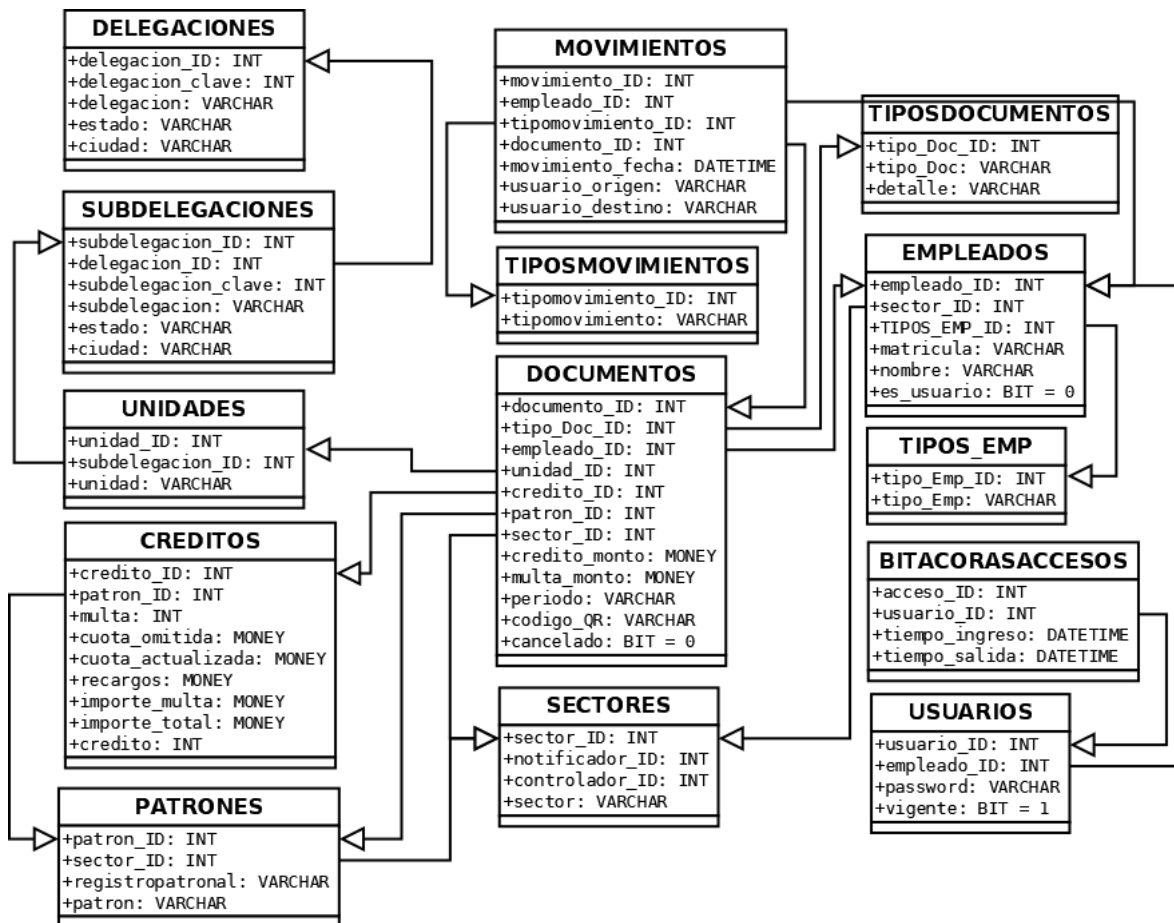 DELEGACIONES
+delegacion_ID: INT
+delegacion_clave: INT
+delegacion: VARCHAR
+estado: VARCHAR
+ciudad: VARCHAR
SUBDELEGACIONES
+subdelegacion_ID: INT
+delegacion_ID: INT
+subdelegacion_clave: INT
+subdelegacion: VARCHAR
+estado: VARCHAR
+ciudad: VARCHAR
UNIDADES
+unidad_ID: INT
+subdelegacion_ID: INT
+unidad: VARCHAR
CREDITOS
+credito_ID: INT
+patron_ID: INT
+multa: INT
+cuota_omitida: MONEY
+cuota_actualizada: MONEY
+recargos: MONEY
+importe_multa: MONEY
+importe_total: MONEY
+credito: INT
PATRONES
+patron_ID: INT
+sector_ID: INT
+registropatronal: VARCHAR
+patron: VARCHAR
MOVIMIENTOS
+movimiento_ID: INT
+empleado_ID: INT
+tipomovimiento_ID: INT
+documento_ID: INT
+movimiento_fecha: DATETIME
+usuario_origen: VARCHAR
+usuario_destino: VARCHAR
TIPOSMOVIMIENTOS
+tipomovimiento_ID: INT
+tipomovimiento: VARCHAR
DOCUMENTOS
+documento_ID: INT
+tipo_Doc_ID: INT
+empleado_ID: INT
+unidad_ID: INT
+credito_ID: INT
+patron_ID: INT
+sector_ID: INT
+credito_monto: MONEY
+multa_monto: MONEY
+periodo: VARCHAR
+codigo_QR: VARCHAR
+cancelado: BIT = 0
SECTORES
+sector_ID: INT
+notificador_ID: INT
+controlador_ID: INT
+sector: VARCHAR
TIPOSDOCUMENTOS
+tipo_Doc_ID: INT
+tipo_Doc: VARCHAR
+detalle: VARCHAR
EMPLEADOS
+empleado_ID: INT
+sector_ID: INT
+TIPOS_EMP_ID: INT
+matricula: VARCHAR
+nombre: VARCHAR
+es_usuario: BIT = 0
TIPOS_EMP
+tipo_Emp_ID: INT
+tipo_Emp: VARCHAR
BITACORASACCESOS
+acceso_ID: INT
+usuario_ID: INT
+tiempo_ingreso: DATETIME
+tiempo_salida: DATETIME
USUARIOS
+usuario_ID: INT
+empleado_ID: INT
+password: VARCHAR
+vigente: BIT = 1